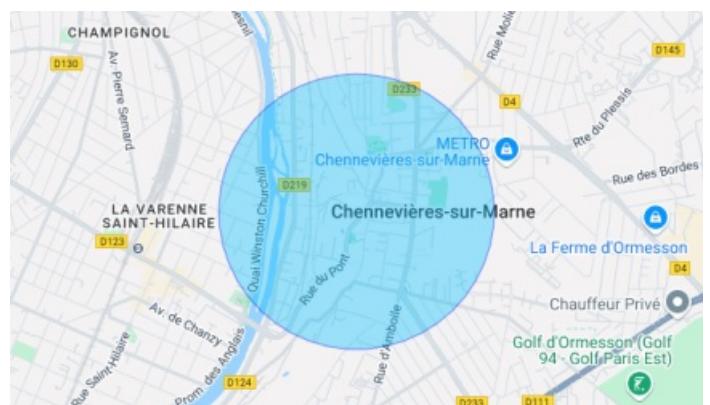 CHAMPIGNOL
D130
Av. Pierre Semard
Rue Moliè
D145
D233
D4
Rte du Plessis
METRO
Chennevières-sur-Marne
Rue des Bordes
D219
Quai Winston Churchill
LA VARENNE
SAINT-HILAIRE
Chennevières-sur-Marne
D123
La Ferme d'Ormesson
Rue du Pont
D4
Chauffeur Privé
Av. de Chanzy
Rue Saint-Hilaire
Prom. des Anglais
Rue d'Amboile
Golf d'Ormesson (Golf
94 - Golf Paris Est)
D124
D233
D111